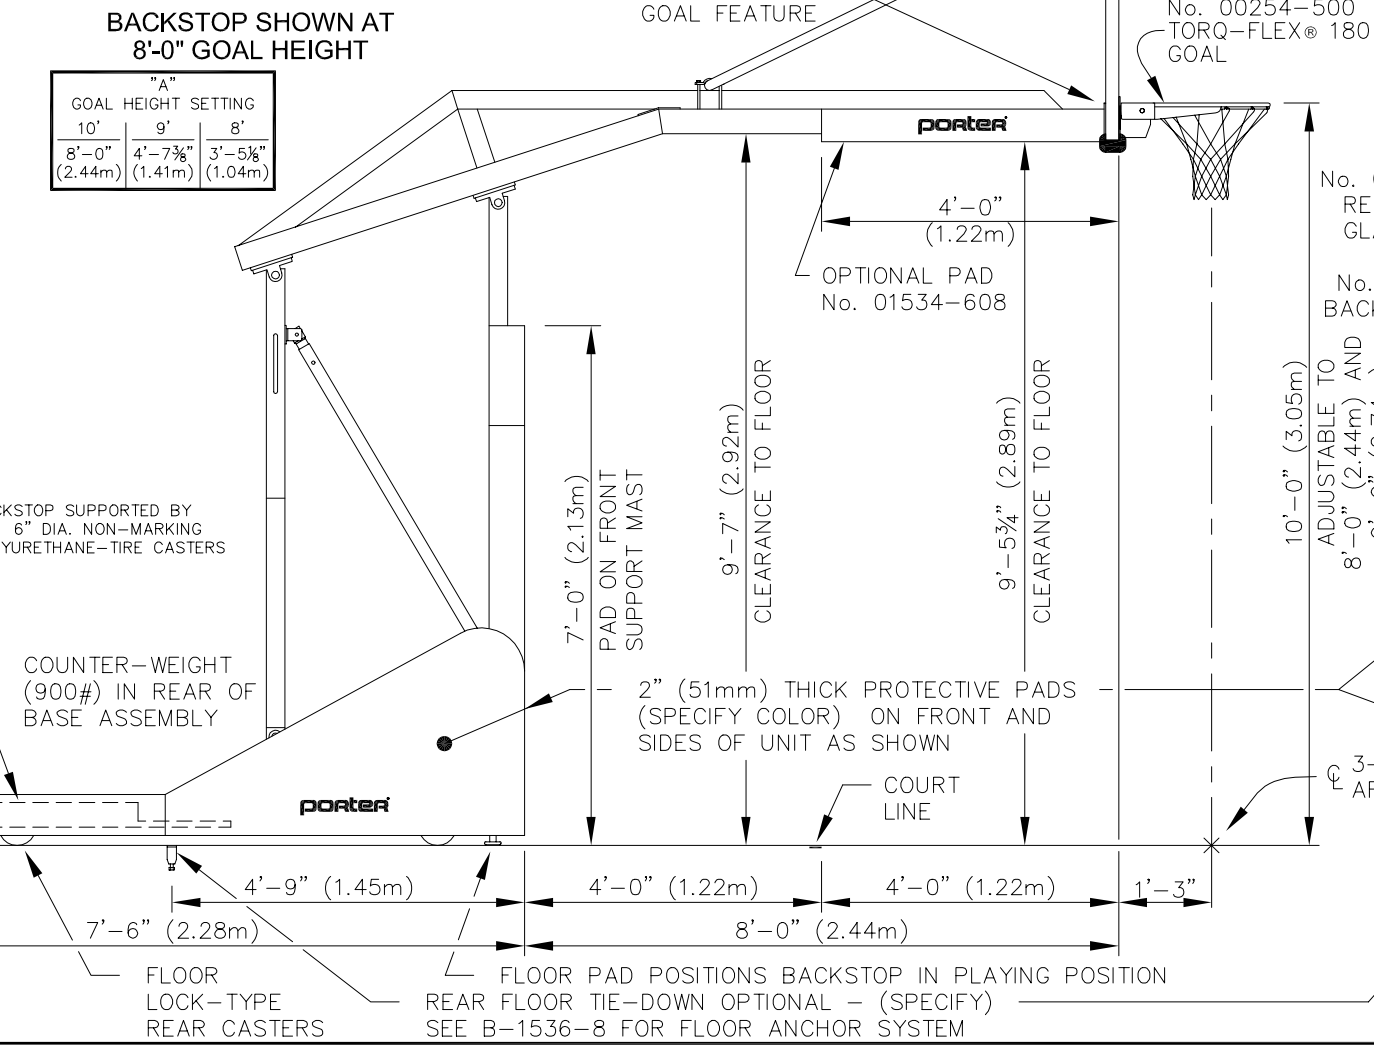 BACKSTOP SHOWN AT
8'-0" GOAL HEIGHT
"A"
GOAL HEIGHT SETTING
10' 9' 8'
8'-0" 4'-7⅜" 3'-5⅛"
(2.44m) (1.41m) (1.04m)
GOAL FEATURE
No. 00254-500
TORQ-FLEX® 180
GOAL
porter
4'-0"
(1.22m)
OPTIONAL PAD
No. 01534-608
No.
RE
GL
No.
BACK
7'-0" (2.13m)
PAD ON FRONT
SUPPORT MAST
9'-7" (2.92m)
CLEARANCE TO FLOOR
9'-5¾" (2.89m)
CLEARANCE TO FLOOR
10'-0" (3.05m)
ADJUSTABLE TO
8'-0" (2.44m) AND
CKSTOP SUPPORTED BY
6" DIA. NON-MARKING
YURETHANE-TIRE CASTERS
COUNTER-WEIGHT
(900#) IN REAR OF
BASE ASSEMBLY
2" (51mm) THICK PROTECTIVE PADS
(SPECIFY COLOR) ON FRONT AND
SIDES OF UNIT AS SHOWN
porter
COURT
LINE
℄ 3-
4'-9" (1.45m)
4'-0" (1.22m)
4'-0" (1.22m)
1'-3"
7'-6" (2.28m)
8'-0" (2.44m)
FLOOR
LOCK-TYPE
REAR CASTERS
FLOOR PAD POSITIONS BACKSTOP IN PLAYING POSITION
REAR FLOOR TIE-DOWN OPTIONAL - (SPECIFY)
SEE B-1536-8 FOR FLOOR ANCHOR SYSTEM